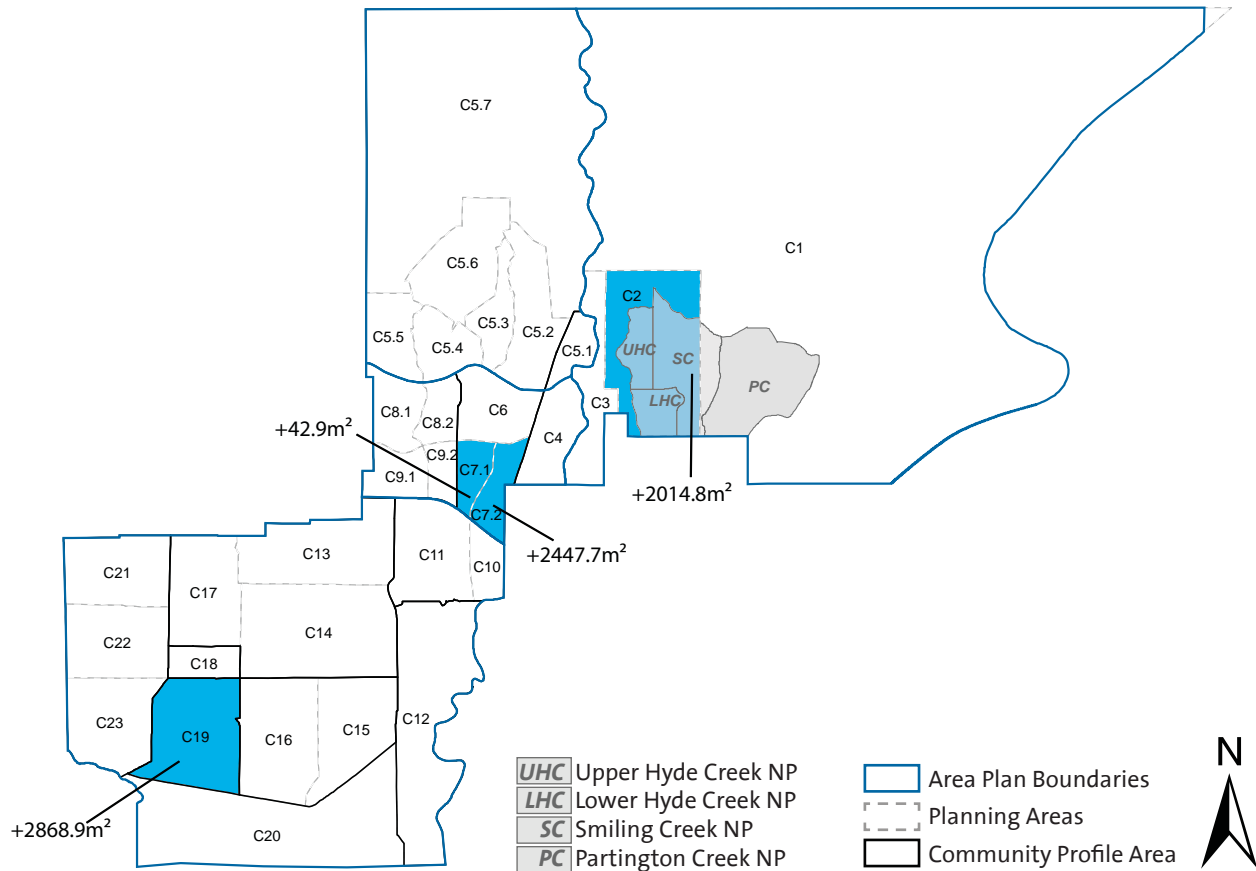 C5.7
C1
C5.6
C2
C5.3
C5.2
C5.5
C5.4
C5.1
UHC
SC
PC
LHC
C3
C8.1
C6
C8.2
C4
+42.9m²
C9.2
C7.1
C9.1
+2014.8m²
C7.2
+2447.7m²
C13
C11
C10
C21
C17
C14
C22
C18
C23
C19
C16
C15
C12
+2868.9m²
C20
UHC Upper Hyde Creek NP
LHC Lower Hyde Creek NP
SC Smiling Creek NP
PC Partington Creek NP
Area Plan Boundaries
Planning Areas
Community Profile Area
N